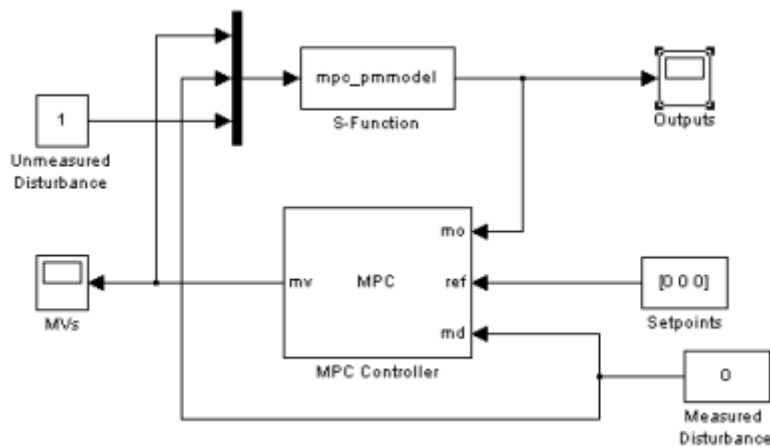 mpc_pmmodel
S-Function
Outputs
1
Unmeasured
Disturbance
mo
mv
MPC
ref
md
MPC Controller
MVs
[0 0 0]
Setpoints
0
Measured
Disturbance